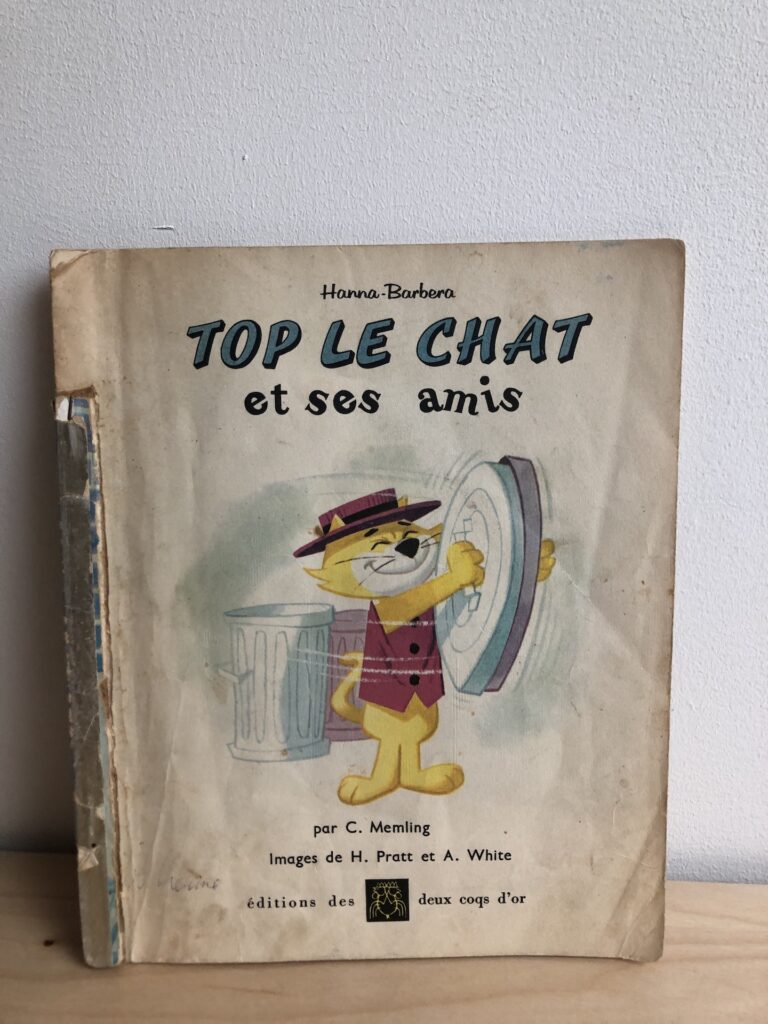 Hanna-Barbera
TOP LE CHAT
et ses amis
par C. Memling
Images de H. Pratt et A. White
éditions des deux coqs d'or